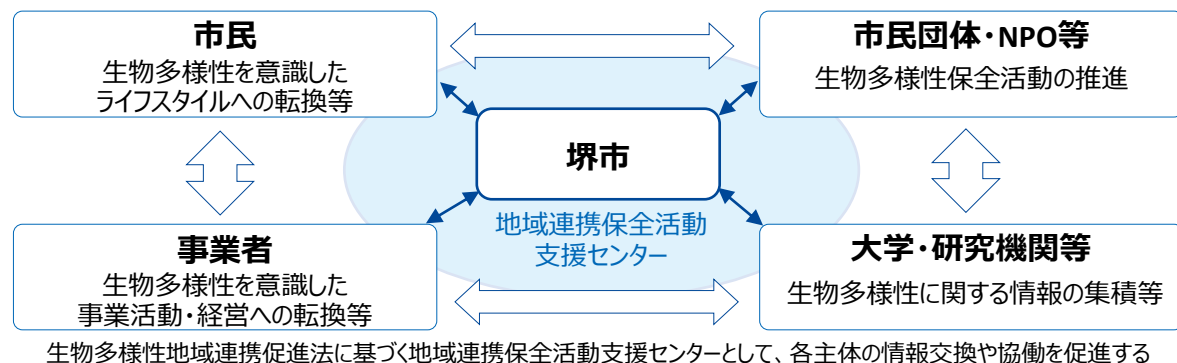 市民
生物多様性を意識した
ライフスタイルへの転換等
市民団体・NPO等
生物多様性保全活動の推進
堺市
地域連携保全活動
支援センター
事業者
生物多様性を意識した
事業活動・経営への転換等
大学・研究機関等
生物多様性に関する情報の集積等
生物多様性地域連携促進法に基づく地域連携保全活動支援センターとして、各主体の情報交換や協働を促進する